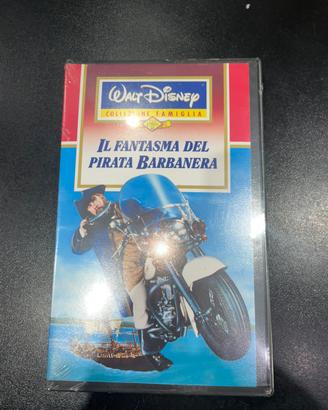 WALT DISNEY
COLLEZIONE FAMIGLIA
IL FANTASMA DEL
PIRATA BARBANERA